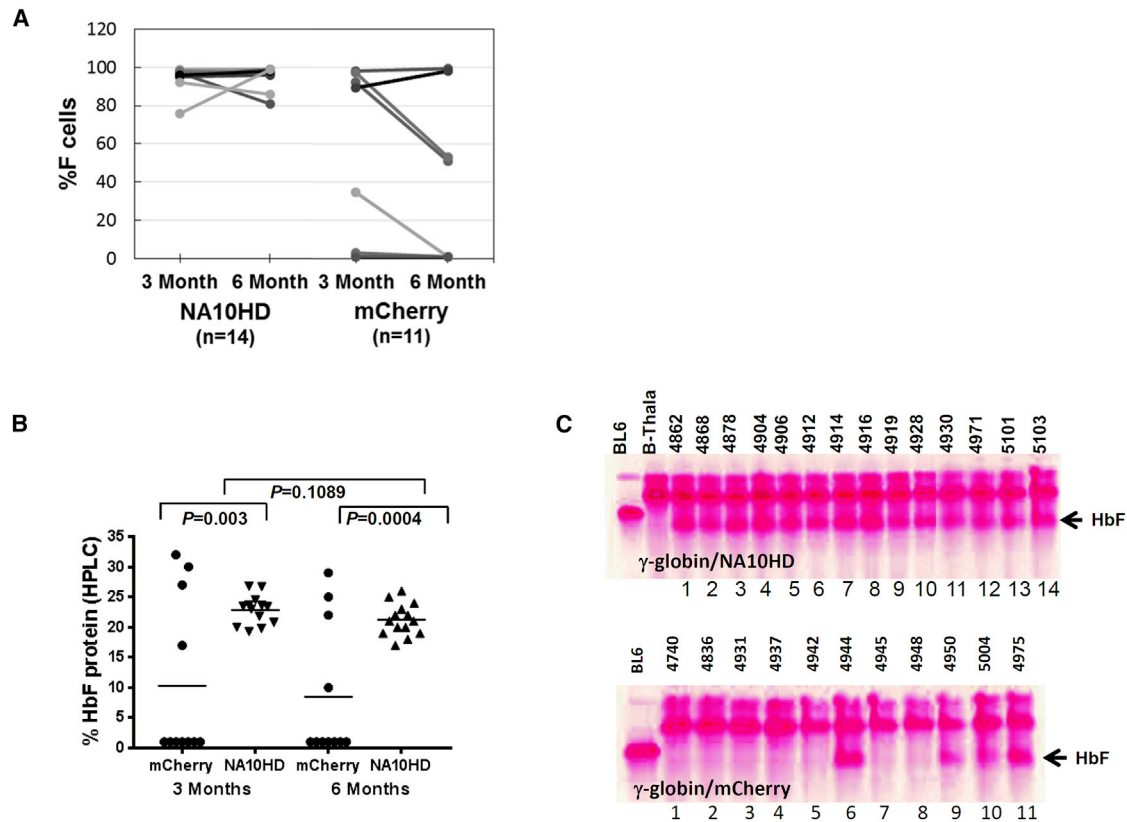 A
120
100
80
60
40
20
0
%F cells
3 Month 6 Month 3 Month 6 Month
NA10HD mCherry
(n=14) (n=11)
B
P=0.1089
P=0.003 P=0.0004
35
30
25
20
15
10
5
0
% HbF protein (HPLC)
mCherry NA10HD mCherry NA10HD
3 Months 6 Months
C
BL6 B-Thala 4862 4868 4878 4904 4906 4912 4914 4916 4919 4928 4930 4971 5101 5103
HbF
γ-globin/NA10HD
1 2 3 4 5 6 7 8 9 10 11 12 13 14
BL6 4740 4836 4931 4937 4942 4944 4945 4948 4950 5004 4975
HbF
γ-globin/mCherry
1 2 3 4 5 6 7 8 9 10 11